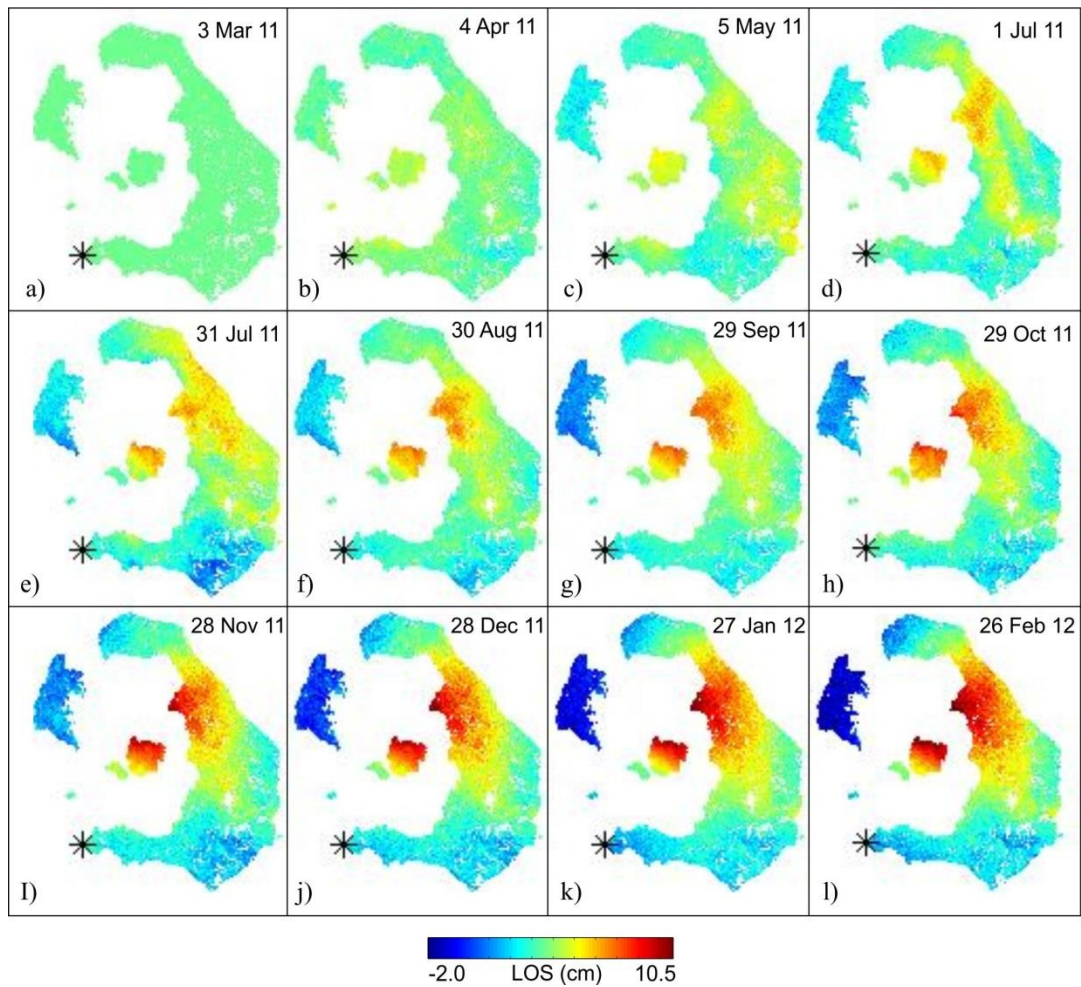 3 Mar 11
4 Apr 11
5 May 11
1 Jul 11
a)
b)
c)
d)
31 Jul 11
30 Aug 11
29 Sep 11
29 Oct 11
e)
f)
g)
h)
28 Nov 11
28 Dec 11
27 Jan 12
26 Feb 12
I)
j)
k)
l)
-2.0 LOS (cm) 10.5